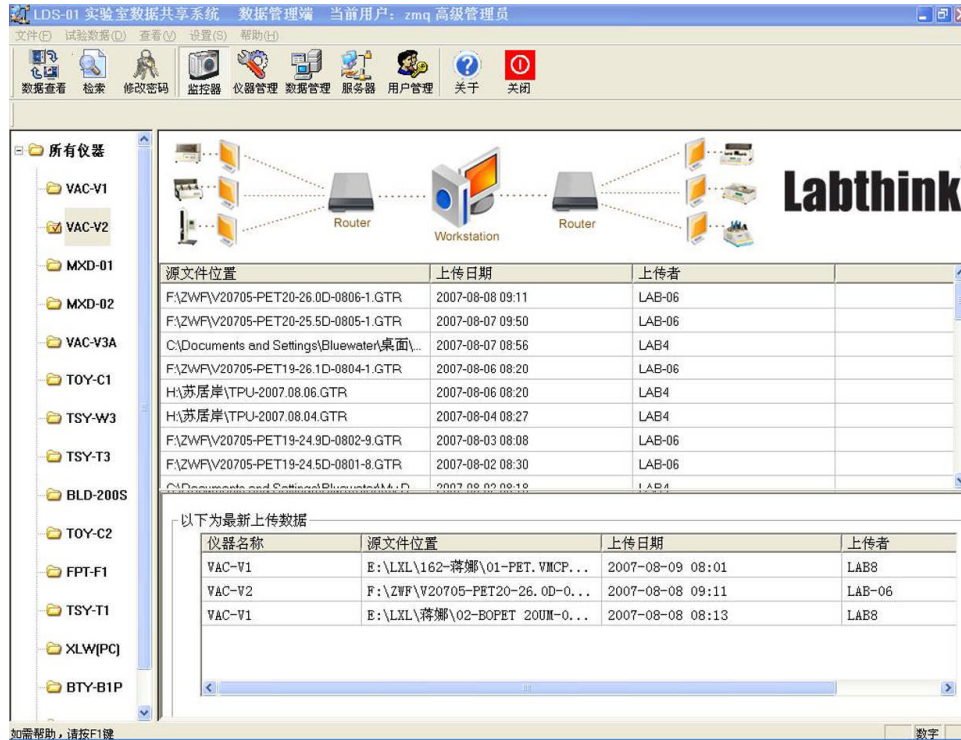 LDS-01 实验室数据共享系统 数据管理端 当前用户: zmq 高级管理员
文件(F) 试验数据(D) 查看(V) 设置(S) 帮助(H)
数据查看 检索 修改密码 监控器 仪器管理 数据管理 服务器 用户管理 关于 关闭
所有仪器
VAC-V1
VAC-V2
MXD-01
MXD-02
VAC-V3A
TOY-C1
TSY-W3
TSY-T3
BLD-200S
TOY-C2
FPT-F1
TSY-T1
XLW(PC)
BTY-B1P
Router Workstation Router
Labthink
源文件位置 上传日期 上传者
F:\ZWF\V20705-PET20-26.0D-0806-1.GTR 2007-08-08 09:11 LAB-06
F:\ZWF\V20705-PET20-25.5D-0805-1.GTR 2007-08-07 09:50 LAB-06
C:\Documents and Settings\Bluewater\桌面\... 2007-08-07 08:56 LAB4
F:\ZWF\V20705-PET19-26.1D-0804-1.GTR 2007-08-06 08:20 LAB-06
H:\苏居岸\TPU-2007.08.06.GTR 2007-08-06 08:20 LAB4
H:\苏居岸\TPU-2007.08.04.GTR 2007-08-04 08:27 LAB4
F:\ZWF\V20705-PET19-24.9D-0802-9.GTR 2007-08-03 08:08 LAB-06
F:\ZWF\V20705-PET19-24.5D-0801-8.GTR 2007-08-02 08:30 LAB-06
以下为最新上传数据
仪器名称 源文件位置 上传日期 上传者
VAC-V1 E:\LXL\162-蒋娜\01-PET.VMCP... 2007-08-09 08:01 LAB8
VAC-V2 F:\ZWF\V20705-PET20-26.0D-0... 2007-08-08 09:11 LAB-06
VAC-V1 E:\LXL\蒋娜\02-BOPET 20UM-0... 2007-08-08 08:13 LAB8
如需帮助，请按F1键 数字